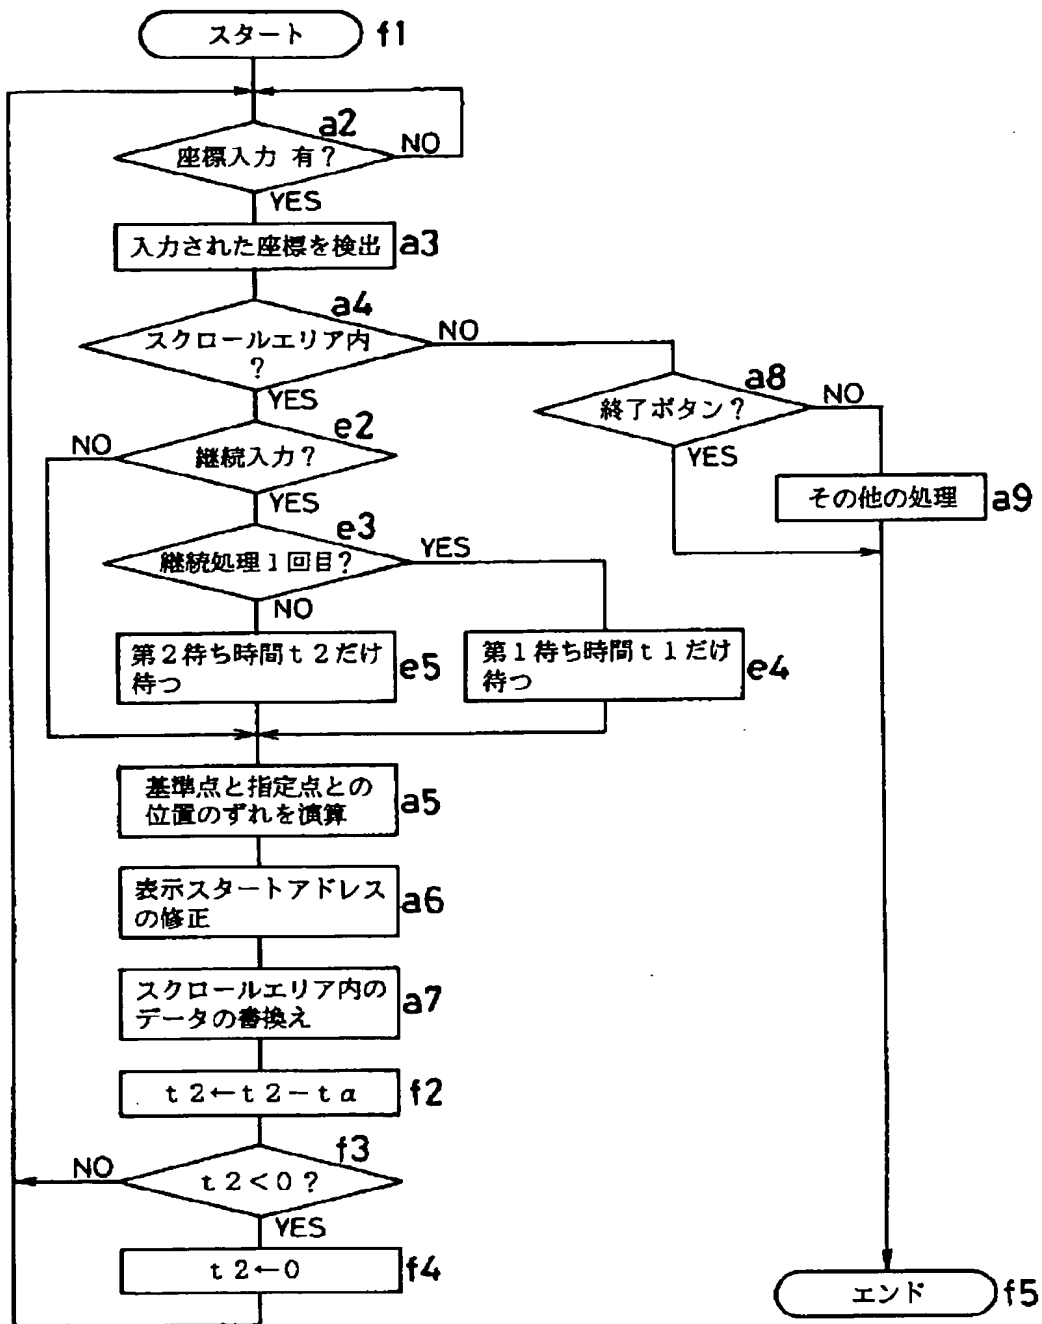 スタート f1
a2
座標入力 有? NO
YES
入力された座標を検出 a3
a4
スクロールエリア内
?
NO
YES
a8
終了ボタン? NO
YES
その他の処理 a9
e2
NO 継続入力?
YES
e3
継続処理1回目? YES
NO
第2待ち時間t2だけ
待つ
e5
第1待ち時間t1だけ
待つ
e4
基準点と指定点との
位置のずれを演算
a5
表示スタートアドレス
の修正
a6
スクロールエリア内の
データの書換え
a7
t2←t2-tα f2
f3
NO t2<0?
YES
t2←0 f4
エンド f5